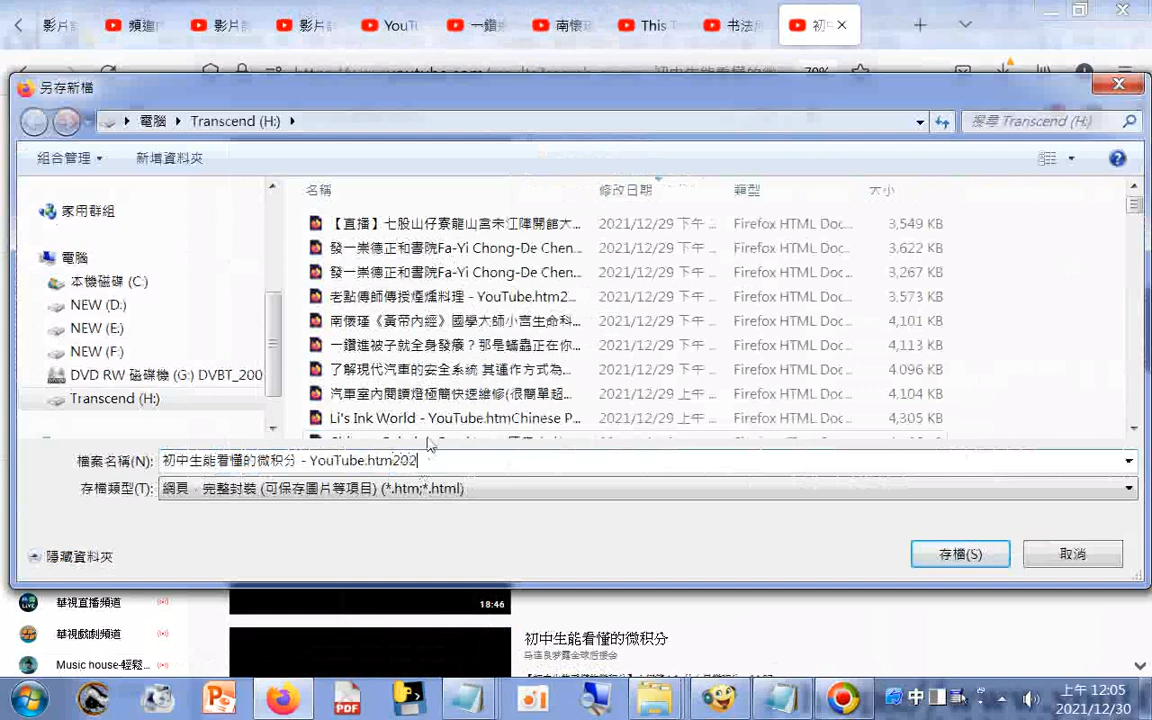 影片
頻道
影片
影片
YouT
一鑽
南懷
This
书法
初中
另存新檔
電腦 Transcend (H:)
搜尋 Transcend (H:)
組合管理
新增資料夾
名稱 修改日期 類型 大小
家用群組
電腦
本機磁碟 (C:)
NEW (D:)
NEW (E:)
NEW (F:)
DVD RW 磁碟機 (G:) DVBT_200
Transcend (H:)
【直播】七股山仔寮龍山宮未江陣開館大... 2021/12/29 下午 ... Firefox HTML Doc... 3,549 KB
發一崇德正和書院Fa-Yi Chong-De Chen... 2021/12/29 下午 ... Firefox HTML Doc... 3,622 KB
發一崇德正和書院Fa-Yi Chong-De Chen... 2021/12/29 下午 ... Firefox HTML Doc... 3,267 KB
老點傳師傳授煙燻料理 - YouTube.htm2... 2021/12/29 下午 ... Firefox HTML Doc... 3,573 KB
南懷瑾《黃帝內經》國學大師小宮生命科... 2021/12/29 下午 ... Firefox HTML Doc... 4,101 KB
一鑽進被子就全身發癢？那是蟎蟲正在你... 2021/12/29 下午 ... Firefox HTML Doc... 4,113 KB
了解現代汽車的安全系統 其運作方式為... 2021/12/29 下午 ... Firefox HTML Doc... 4,096 KB
汽車室內閱讀燈極簡快速維修(很簡單超... 2021/12/29 下午 ... Firefox HTML Doc... 4,104 KB
Li's Ink World - YouTube.htmChinese P... 2021/12/29 上午 ... Firefox HTML Doc... 4,305 KB
檔案名稱(N): 初中生能看懂的微积分 - YouTube.htm202
存檔類型(T): 網頁，完整封裝 (可保存圖片等項目) (*.htm;*.html)
隱藏資料夾
存檔(S)
取消
華視直播頻道
華視戲劇頻道
Music house-輕鬆...
18:46
初中生能看懂的微积分
中
上午 12:05
2021/12/30